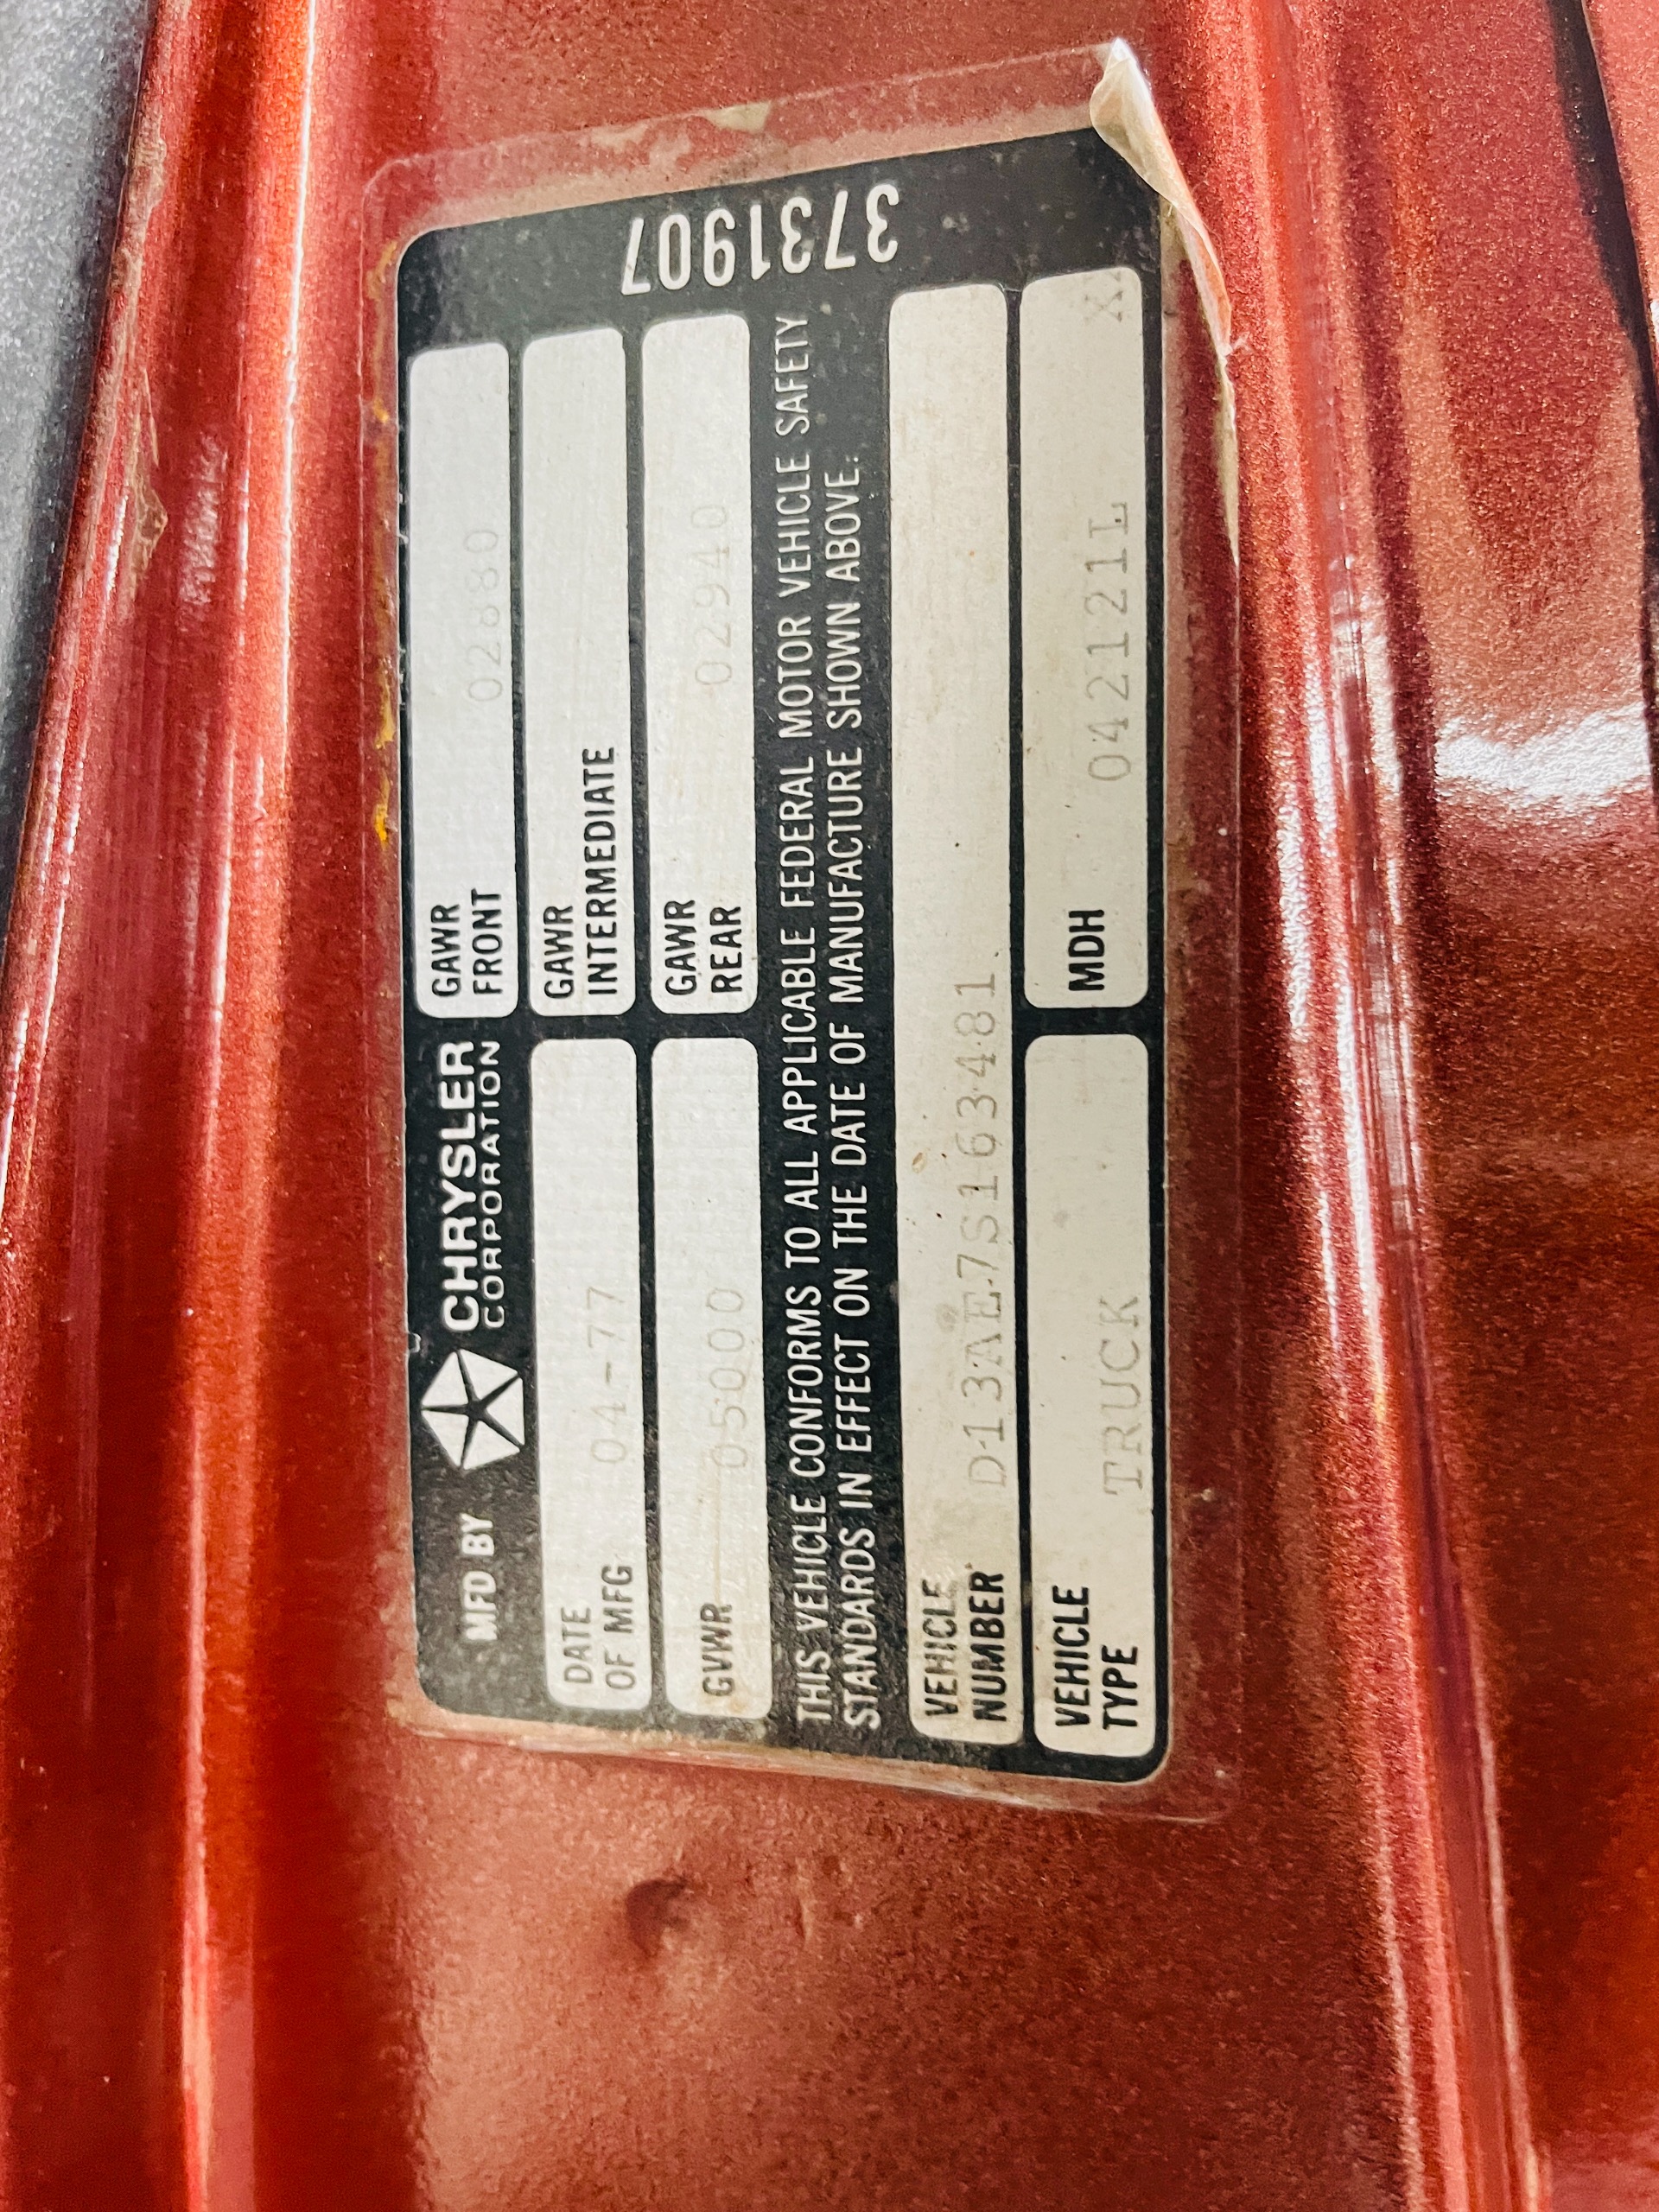 MFD BY CHRYSLER
CORPORATION
GAWR
FRONT 02880
DATE
OF MFG 04-77
GAWR
INTERMEDIATE
GVWR 05000
GAWR
REAR 02940
THIS VEHICLE CONFORMS TO ALL APPLICABLE FEDERAL MOTOR VEHICLE SAFETY
STANDARDS IN EFFECT ON THE DATE OF MANUFACTURE SHOWN ABOVE.
VEHICLE
NUMBER D13AE7S163481
VEHICLE
TYPE TRUCK
MDH 042121L X
3731907